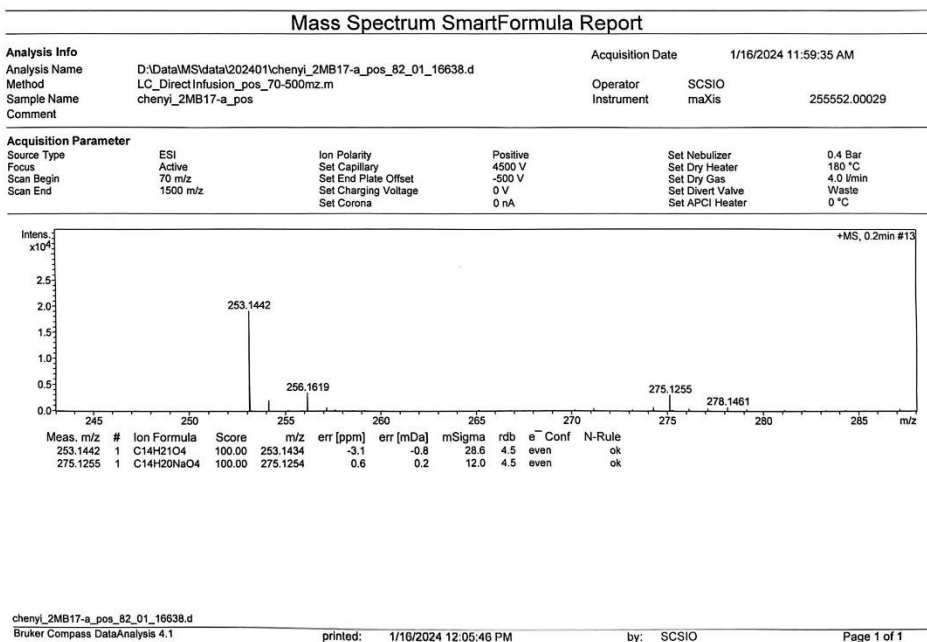 Mass Spectrum SmartFormula Report
Analysis Info
Acquisition Date 1/16/2024 11:59:35 AM
Analysis Name D:\Data\MS\data\202401\chenyi_2MB17-a_pos_82_01_16638.d
Method LC_Direct Infusion_pos_70-500mz.m
Operator SCSIO
Sample Name chenyi_2MB17-a_pos
Instrument maXis 255552.00029
Comment
Acquisition Parameter
Source Type ESI Ion Polarity Positive Set Nebulizer 0.4 Bar
Focus Active Set Capillary 4500 V Set Dry Heater 180 °C
Scan Begin 70 m/z Set End Plate Offset -500 V Set Dry Gas 4.0 l/min
Scan End 1500 m/z Set Charging Voltage 0 V Set Divert Valve Waste
Set Corona 0 nA Set APCI Heater 0 °C
Intens.
x10⁴
+MS, 0.2min #13
2.5
2.0
253.1442
1.5
1.0
0.5
256.1619
275.1255
278.1461
0.0
245 250 255 260 265 270 275 280 285 m/z
Meas. m/z # Ion Formula Score m/z err [ppm] err [mDa] mSigma rdb e¯ Conf N-Rule
253.1442 1 C14H21O4 100.00 253.1434 -3.1 -0.8 28.6 4.5 even ok
275.1255 1 C14H20NaO4 100.00 275.1254 0.6 0.2 12.0 4.5 even ok
chenyi_2MB17-a_pos_82_01_16638.d
Bruker Compass DataAnalysis 4.1 printed: 1/16/2024 12:05:46 PM by: SCSIO Page 1 of 1